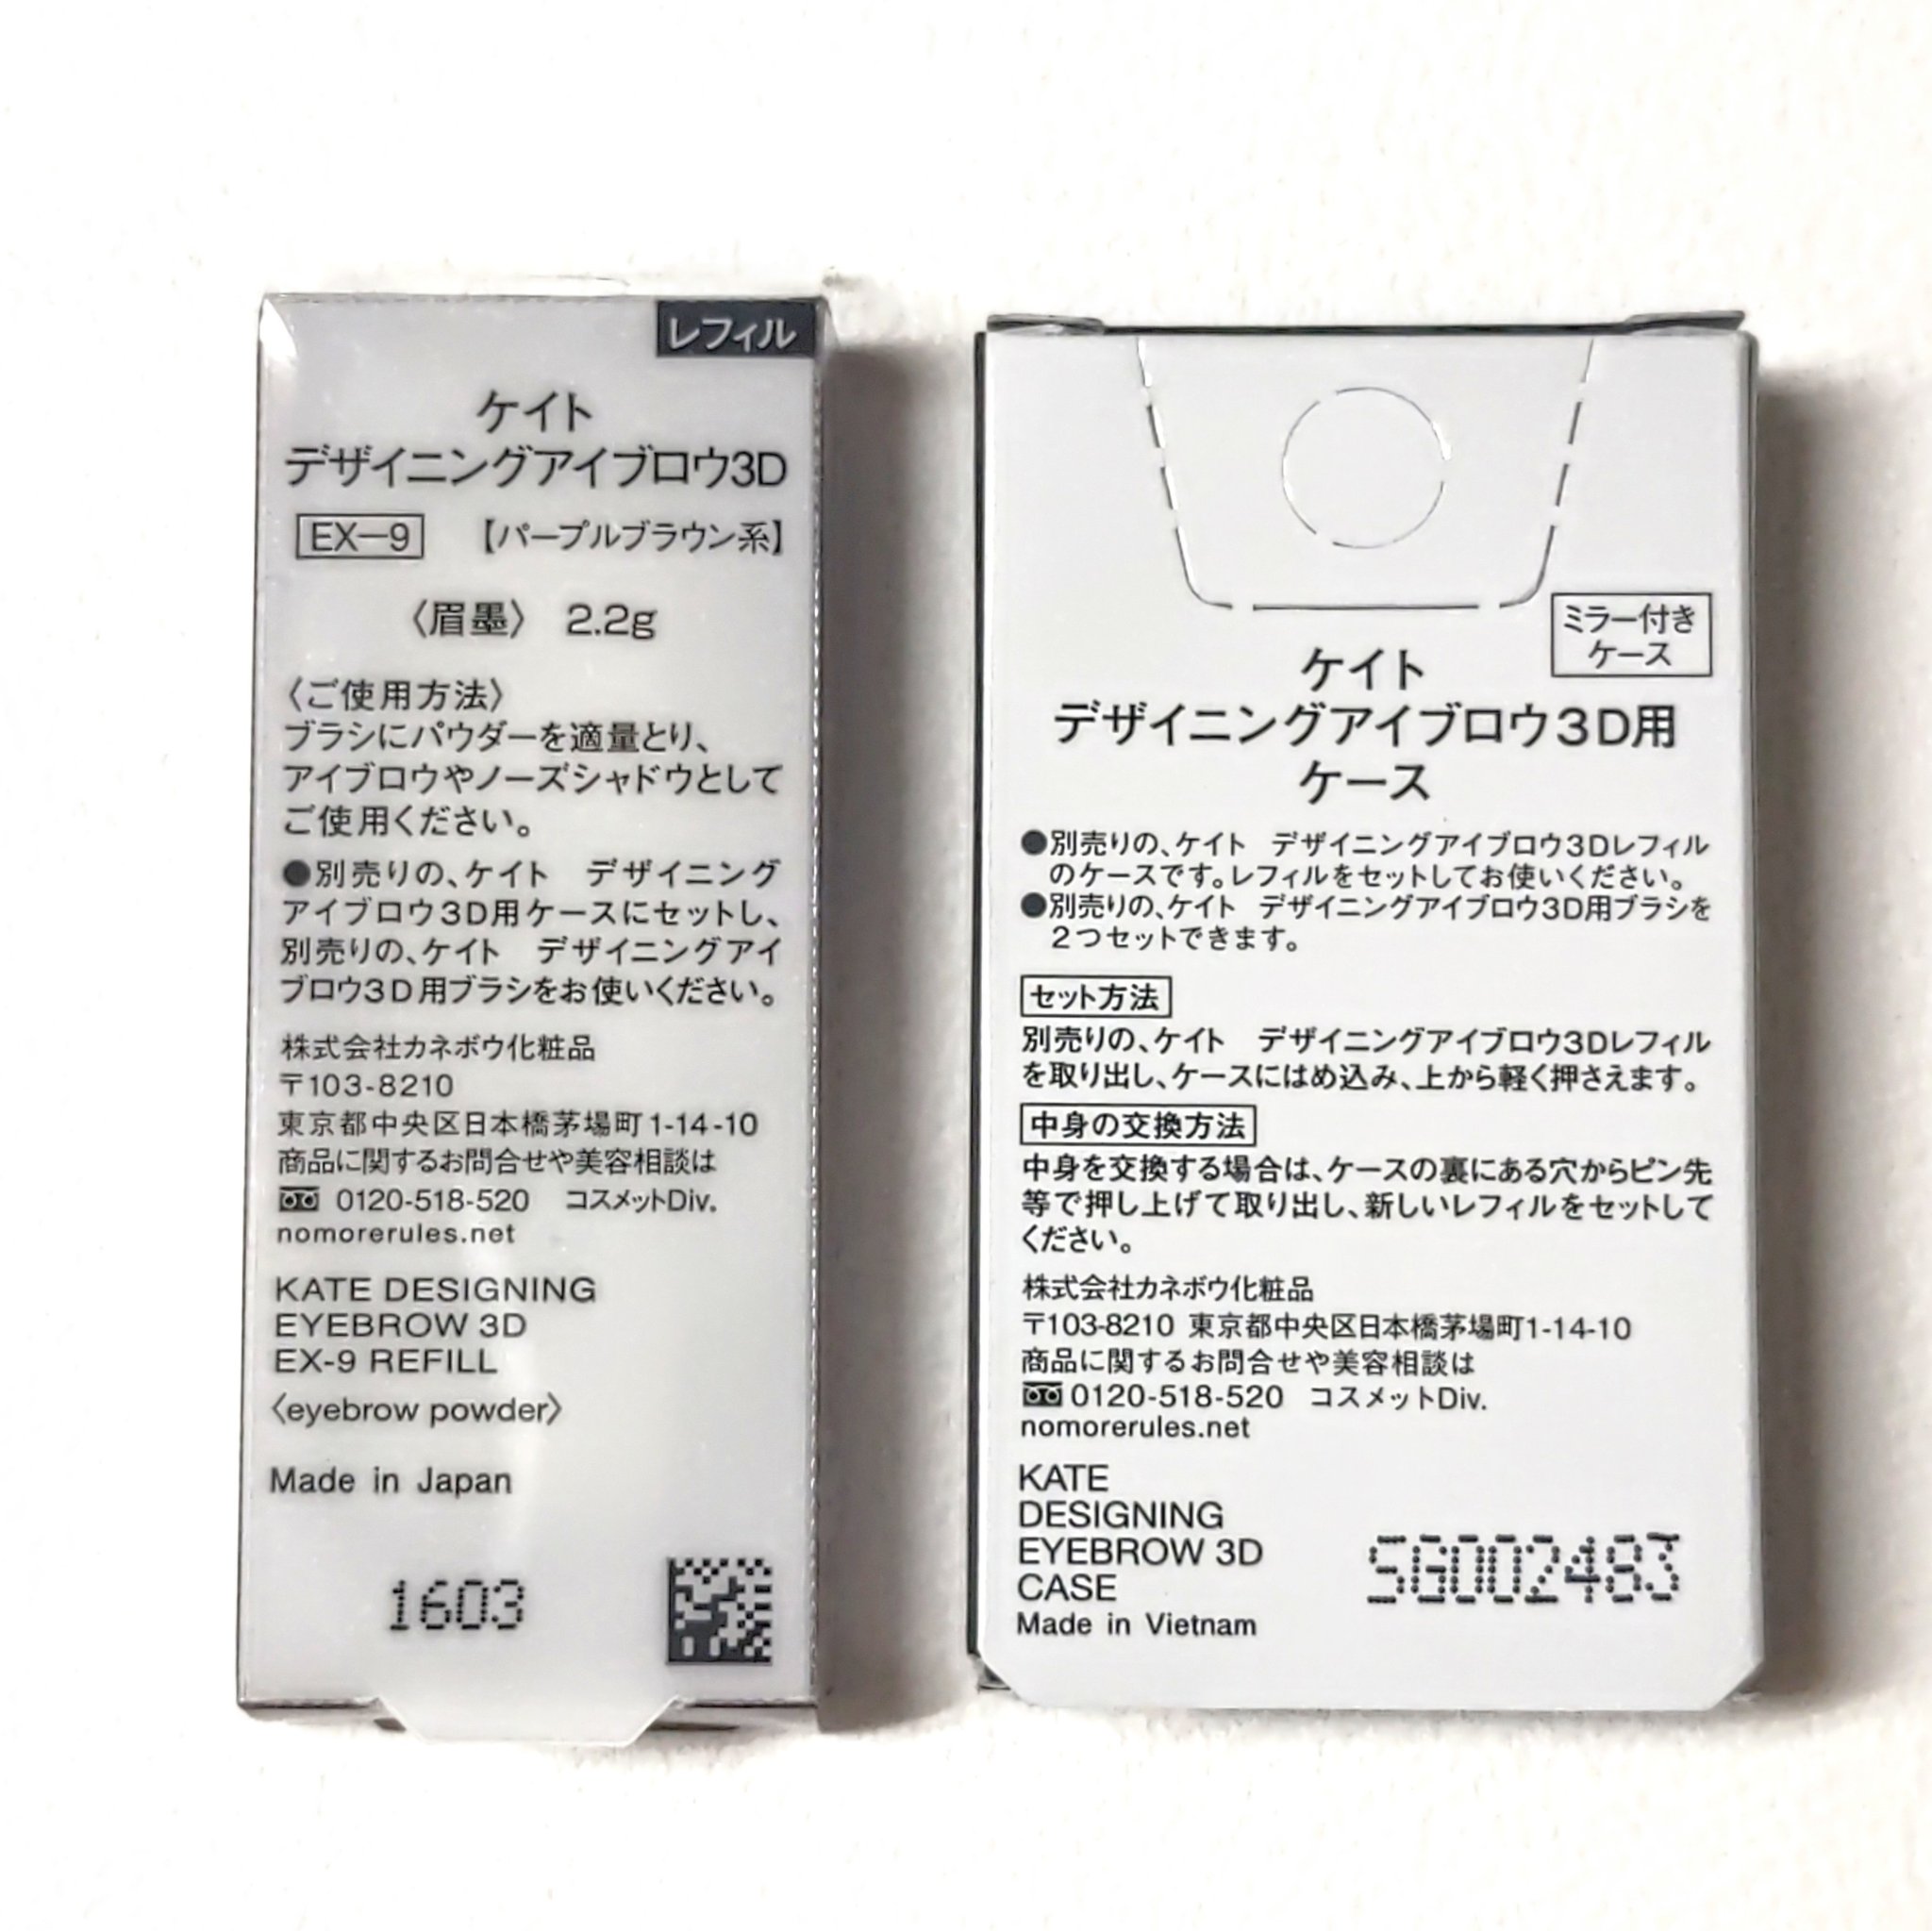 レフィル
ケイト
デザイニングアイブロウ3D
EX-9 【パープルブラウン系】
〈眉墨〉 2.2g
〈ご使用方法〉
ブラシにパウダーを適量とり、
アイブロウやノーズシャドウとして
ご使用ください。
●別売りの、ケイト デザイニング
アイブロウ3D用ケースにセットし、
別売りの、ケイト デザイニングアイ
ブロウ3D用ブラシをお使いください。
株式会社カネボウ化粧品
〒103-8210
東京都中央区日本橋茅場町1-14-10
商品に関するお問合せや美容相談は
0120-518-520 コスメットDiv.
nomorerules.net
KATE DESIGNING
EYEBROW 3D
EX-9 REFILL
〈eyebrow powder〉
Made in Japan
1603
ミラー付き
ケース
ケイト
デザイニングアイブロウ3D用
ケース
●別売りの、ケイト デザイニングアイブロウ3Dレフィル
のケースです。レフィルをセットしてお使いください。
●別売りの、ケイト デザイニングアイブロウ3D用ブラシを
2つセットできます。
セット方法
別売りの、ケイト デザイニングアイブロウ3Dレフィル
を取り出し、ケースにはめ込み、上から軽く押さえます。
中身の交換方法
中身を交換する場合は、ケースの裏にある穴からピン先
等で押し上げて取り出し、新しいレフィルをセットして
ください。
株式会社カネボウ化粧品
〒103-8210 東京都中央区日本橋茅場町1-14-10
商品に関するお問合せや美容相談は
0120-518-520 コスメットDiv.
nomorerules.net
KATE
DESIGNING
EYEBROW 3D
CASE
Made in Vietnam
SG002483